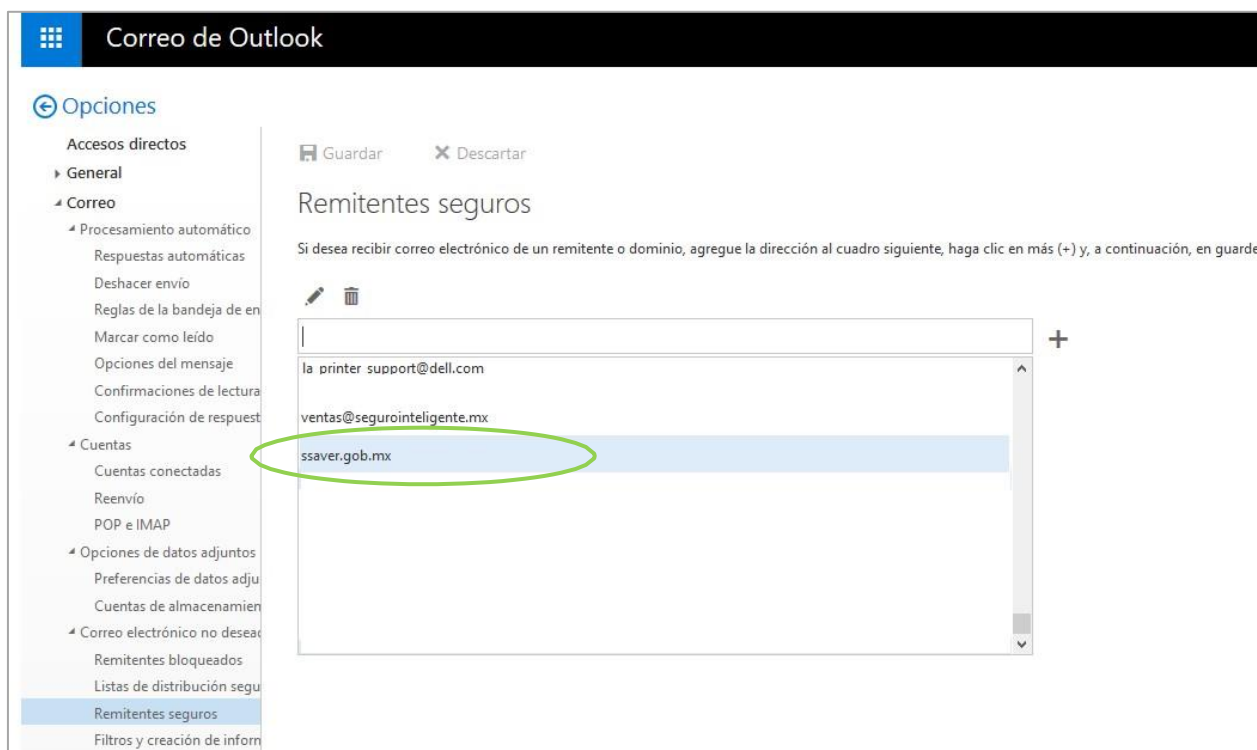 Correo de Outlook
Opciones
Accesos directos
General
Correo
Procesamiento automático
Respuestas automáticas
Deshacer envío
Reglas de la bandeja de en
Marcar como leído
Opciones del mensaje
Confirmaciones de lectura
Configuración de respuest
Cuentas
Cuentas conectadas
Reenvío
POP e IMAP
Opciones de datos adjuntos
Preferencias de datos adju
Cuentas de almacenamien
Correo electrónico no desead
Remitentes bloqueados
Listas de distribución segu
Remitentes seguros
Filtros y creación de inform
Guardar Descartar
Remitentes seguros
Si desea recibir correo electrónico de un remitente o dominio, agregue la dirección al cuadro siguiente, haga clic en más (+) y, a continuación, en guarde
la_printer_support@dell.com
ventas@segurointeligente.mx
ssaver.gob.mx